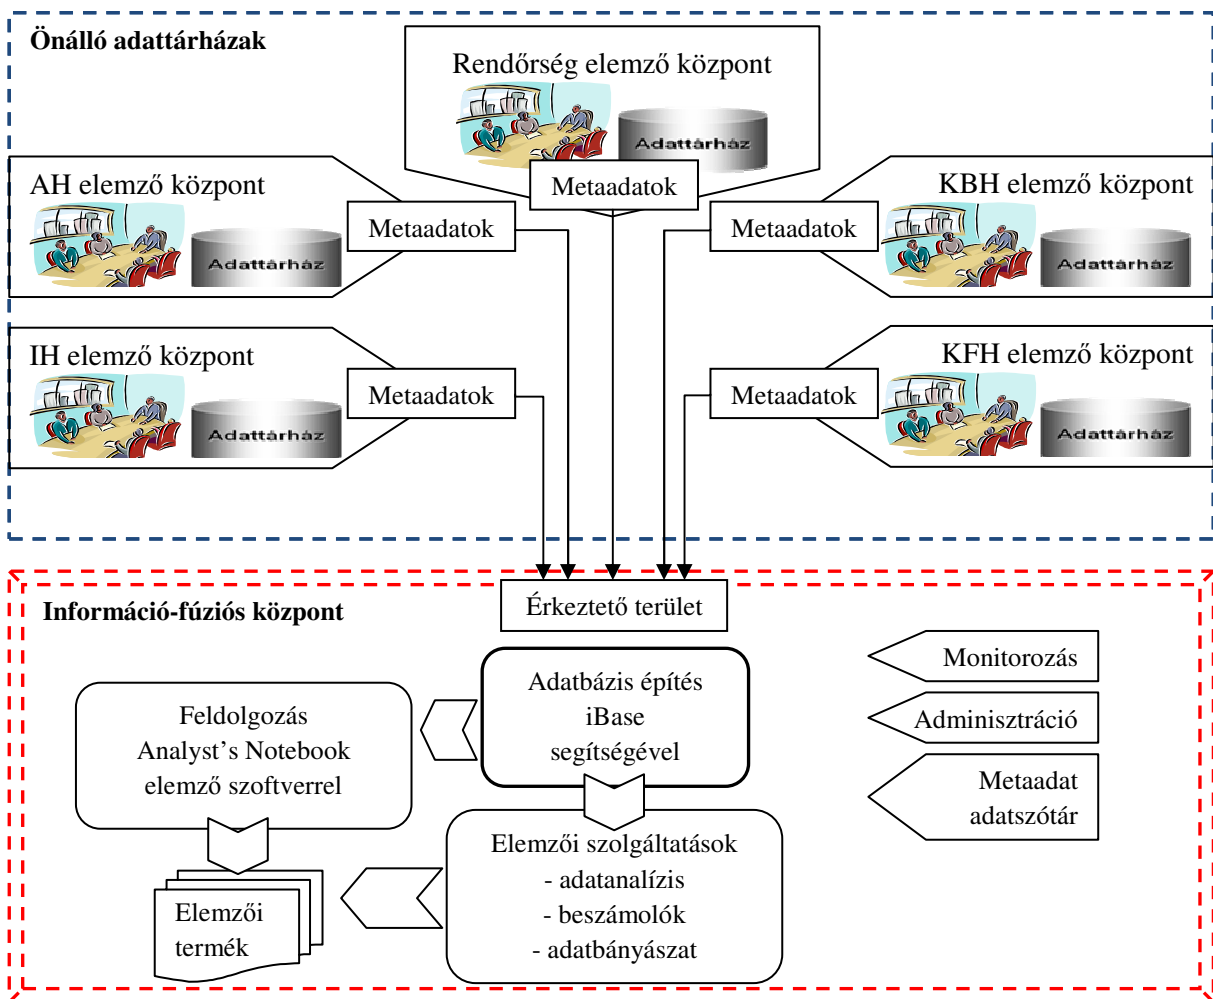 Önálló adattárházak
Rendőrség elemző központ
Adattárház
Metaadatok
AH elemző központ
Adattárház
Metaadatok
KBH elemző központ
Adattárház
Metaadatok
IH elemző központ
Adattárház
Metaadatok
KFH elemző központ
Adattárház
Metaadatok
Érkeztető terület
Információ-fúziós központ
Adatbázis építés
iBase
segítségével
Feldolgozás
Analyst’s Notebook
elemző szoftverrel
Elemzői szolgáltatások
- adatanalízis
- beszámolók
- adatbányászat
Elemzői
termék
Monitorozás
Adminisztráció
Metaadat
adatszótár